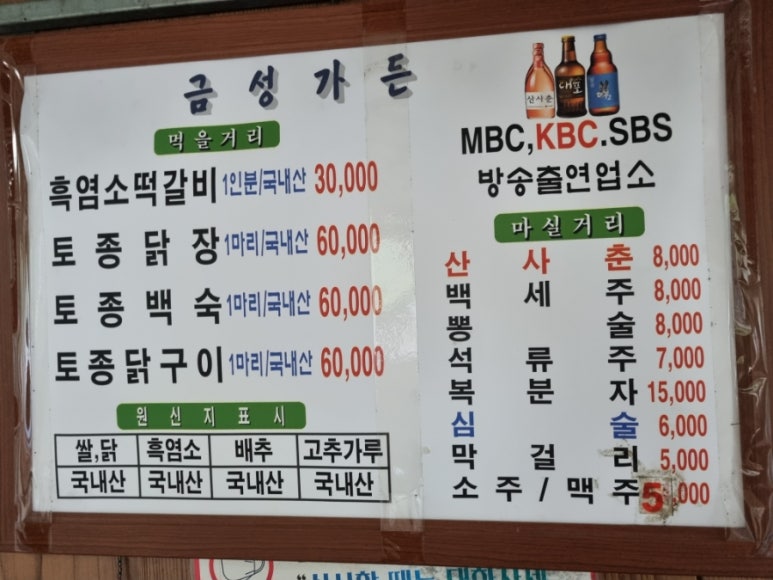 금성가든
먹을거리
흑염소떡갈비 1인분/국내산 30,000
토종닭장 1마리/국내산 60,000
토종백숙 1마리/국내산 60,000
토종닭구이 1마리/국내산 60,000
원신지표시
쌀,닭 흑염소 배추 고추가루
국내산 국내산 국내산 국내산
산사춘 대포
MBC,KBC.SBS
방송출연업소
마실거리
산사춘 8,000
백세주 8,000
뽕술 8,000
석류주 7,000
복분자 15,000
심술 6,000
막걸리 5,000
소주/맥주 5,000